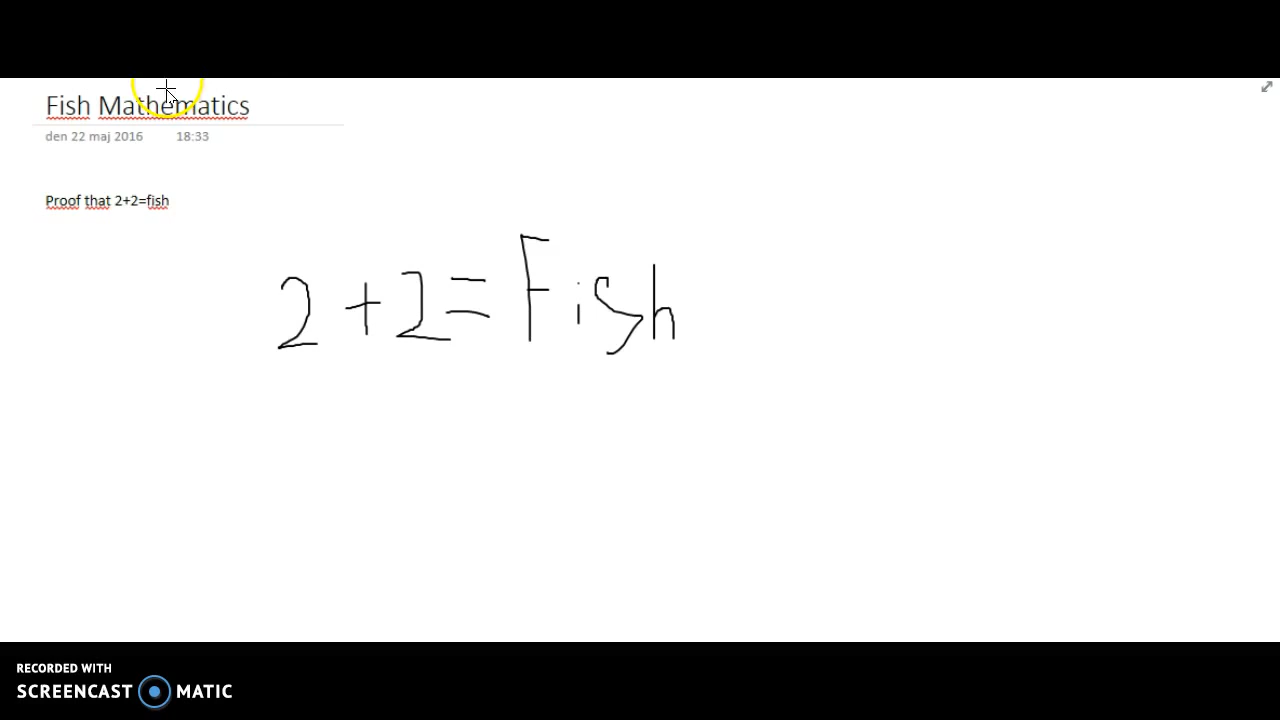 Fish Mathematics
den 22 maj 2016 18:33
Proof that 2+2=fish
2+2=Fish
RECORDED WITH
SCREENCAST MATIC